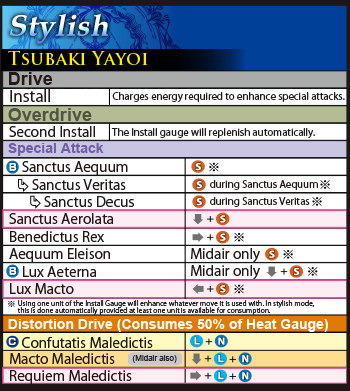 Stylish
TSUBAKI YAYOI
Drive
Install Charges energy required to enhance special attacks.
Overdrive
Second Install The Install gauge will replenish automatically.
Special Attack
B Sanctus Aequum S ※
↳ Sanctus Veritas S during Sanctus Aequum ※
↳ Sanctus Decus S during Sanctus Veritas ※
Sanctus Aerolata ⬇ + S
Benedictus Rex ➡ + S ※
Aequum Eleison Midair only S ※
B Lux Aeterna Midair only ⬇ + S ※
Lux Macto ⬅ + S ※
※ Using one unit of the Install Gauge will enhance whatever move it is used with. In stylish mode,
this is done automatically provided at least one unit is available for consumption.
Distortion Drive (Consumes 50% of Heat Gauge)
C Confutatis Maledictis L + N
Macto Maledictis (Midair also) ⬇ + L + N
Requiem Maledictis ➡ + L + N